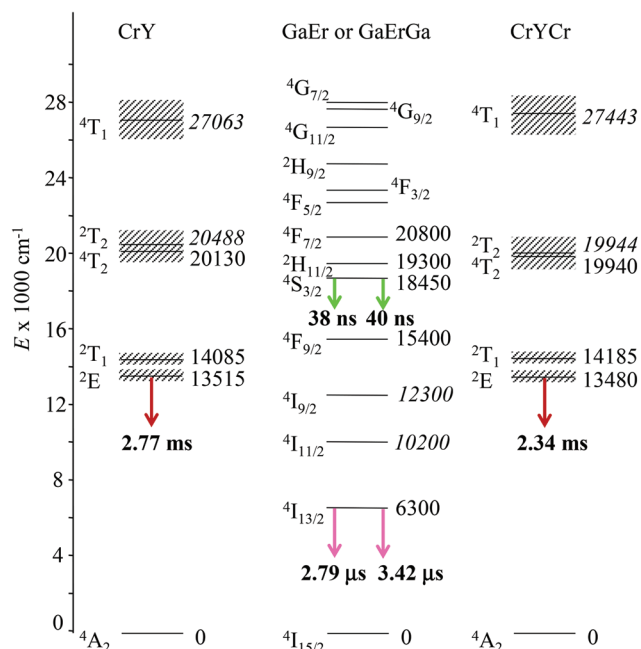 CrY GaEr or GaErGa CrYCr
E x 1000 cm⁻¹
28
24
20
16
12
8
4
0
⁴T₁ 27063
²T₂ 20488
⁴T₂ 20130
²T₁ 14085
²E 13515
2.77 ms
⁴A₂ 0
⁴G₇/₂
⁴G₉/₂
⁴G₁₁/₂
²H₉/₂
⁴F₃/₂
⁴F₅/₂
⁴F₇/₂ 20800
²H₁₁/₂ 19300
⁴S₃/₂ 18450
38 ns 40 ns
⁴F₉/₂ 15400
⁴I₉/₂ 12300
⁴I₁₁/₂ 10200
⁴I₁₃/₂ 6300
2.79 μs 3.42 μs
⁴I₁₅/₂ 0
⁴T₁ 27443
²T₂ 19944
⁴T₂ 19940
²T₁ 14185
²E 13480
2.34 ms
⁴A₂ 0